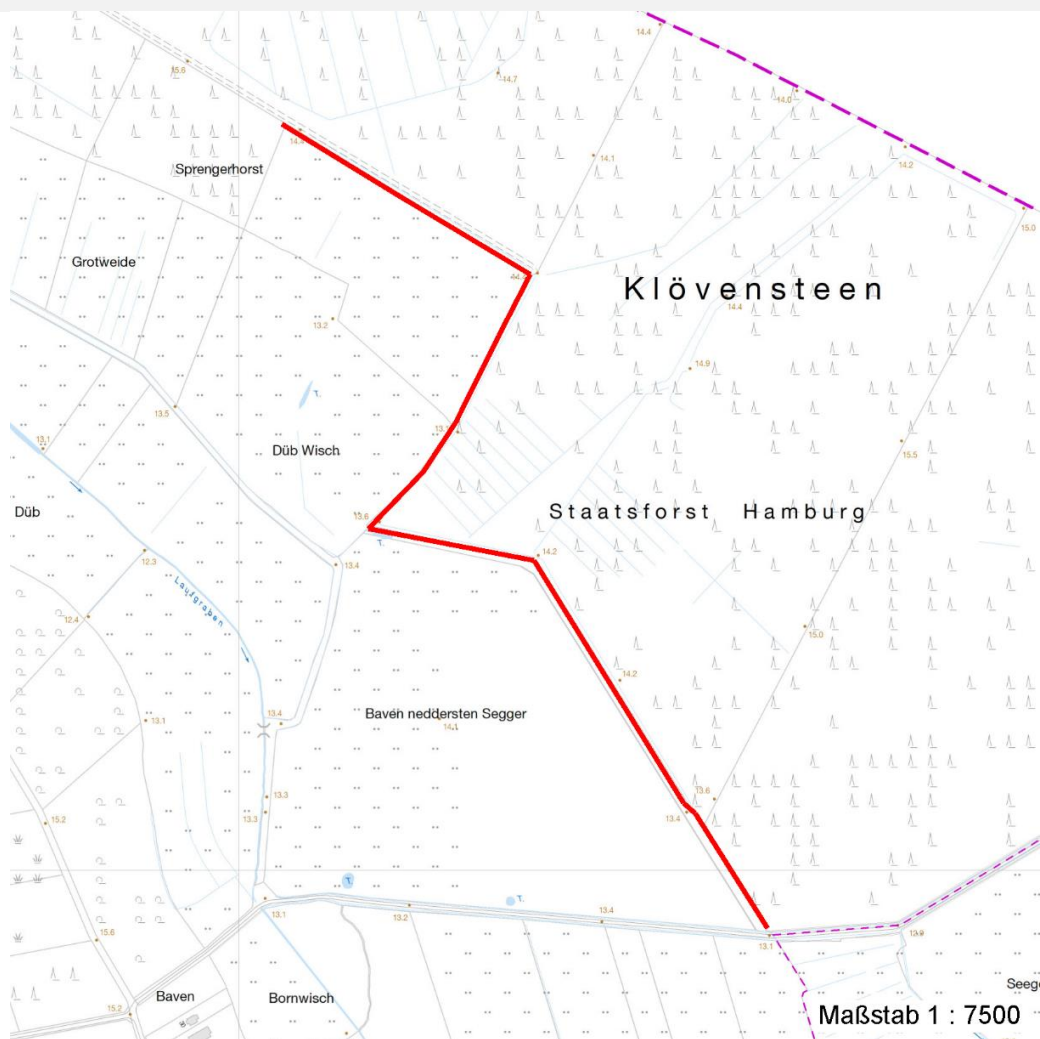 14.4
15.6
14.7
14.0
14.1
14.2
Sprengerhorst
15.0
Grotweide
Klövensteen
14.4
13.2
14.9
T.
13.5
13.1
Düb Wisch
15.5
Düb
13.6
Staatsforst Hamburg
T.
14.2
12.3
13.4
Laufgraben
12.4
15.0
14.2
13.4
Baven neddersten Segger
13.1
14.1
13.3
13.6
15.2
13.3
13.4
T.
T.
13.1
13.2
13.4
15.6
13.1
13.9
Baven
Bornwisch
Seege
15.2
Maßstab 1 : 7500